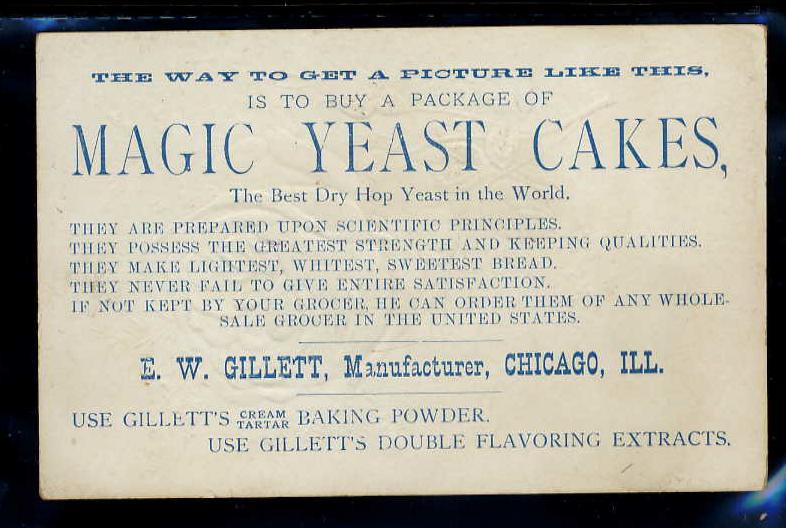 THE WAY TO GET A PICTURE LIKE THIS,
IS TO BUY A PACKAGE OF
MAGIC YEAST CAKES,
The Best Dry Hop Yeast in the World.
THEY ARE PREPARED UPON SCIENTIFIC PRINCIPLES.
THEY POSSESS THE GREATEST STRENGTH AND KEEPING QUALITIES.
THEY MAKE LIGHTEST, WHITEST, SWEETEST BREAD.
THEY NEVER FAIL TO GIVE ENTIRE SATISFACTION.
IF NOT KEPT BY YOUR GROCER, HE CAN ORDER THEM OF ANY WHOLE-
SALE GROCER IN THE UNITED STATES.
E. W. GILLETT, Manufacturer, CHICAGO, ILL.
USE GILLETT'S CREAM TARTAR BAKING POWDER.
USE GILLETT'S DOUBLE FLAVORING EXTRACTS.